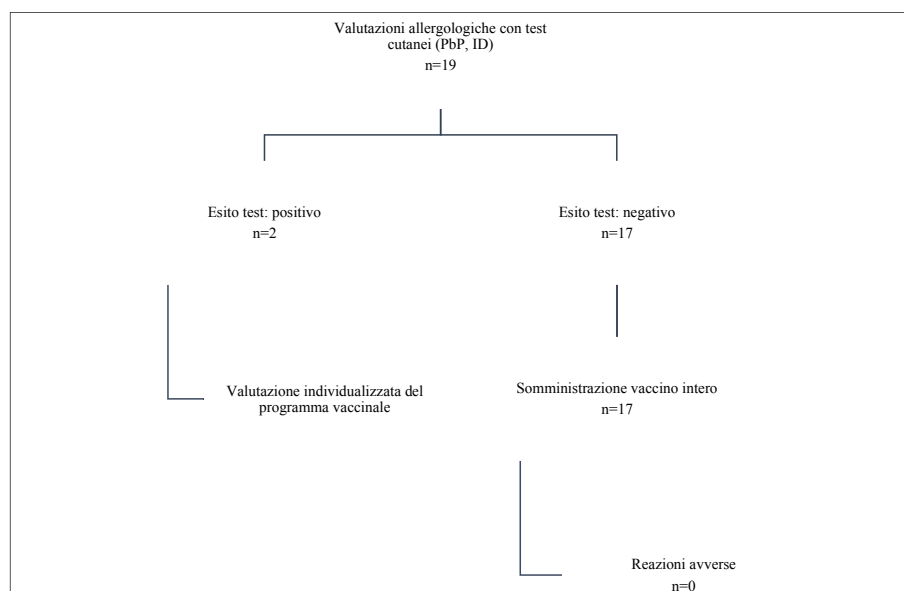 Valutazioni allergologiche con test
cutanei (PbP, ID)
n=19
Esito test: positivo
n=2
Esito test: negativo
n=17
Valutazione individualizzata del
programma vaccinale
Somministrazione vaccino intero
n=17
Reazioni avverse
n=0